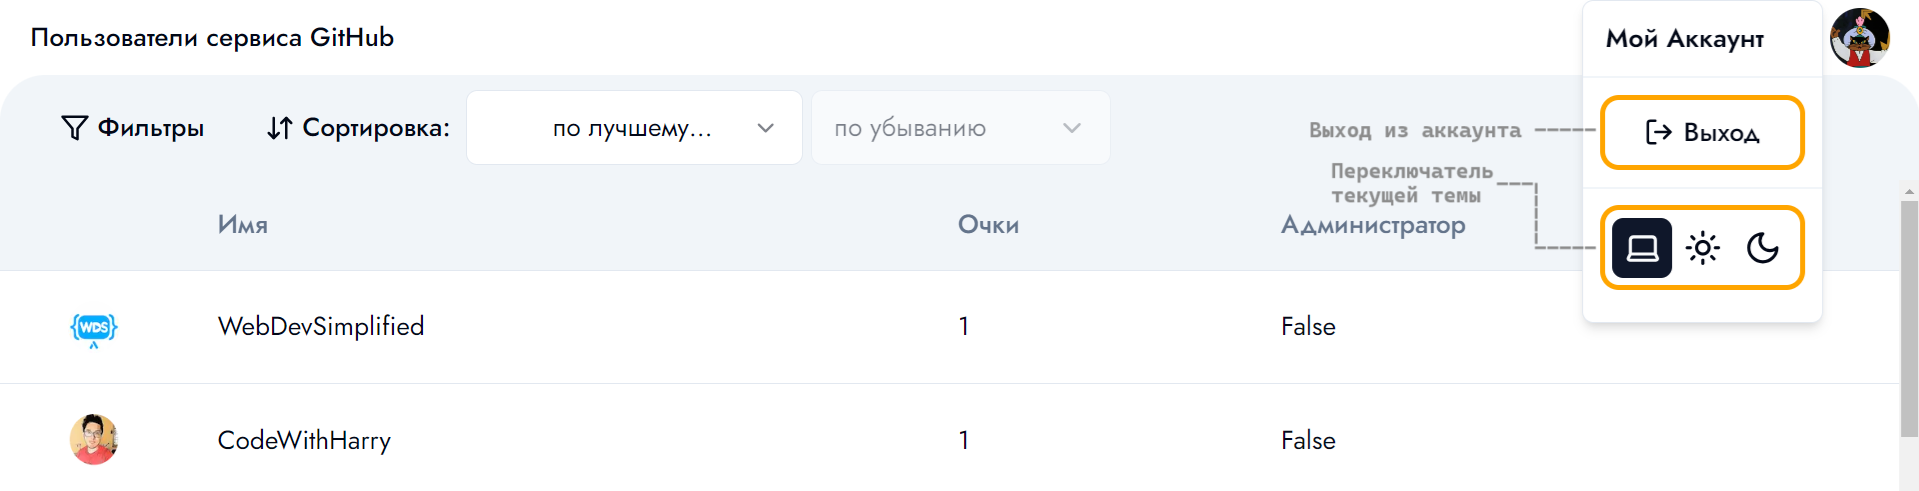 Пользователи сервиса GitHub
Мой Аккаунт
Фильтры
Сортировка:
по лучшему...
по убыванию
Выход из аккаунта
Выход
Переключатель
текущей темы
Имя
Очки
Администратор
WDS
WebDevSimplified
1
False
CodeWithHarry
1
False